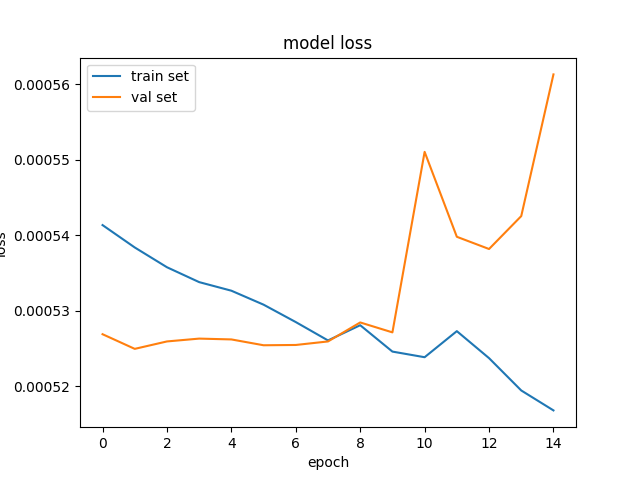 model loss
train set
val set
0.00056
0.00055
0.00054
0.00053
0.00052
loss
0 2 4 6 8 10 12 14
epoch